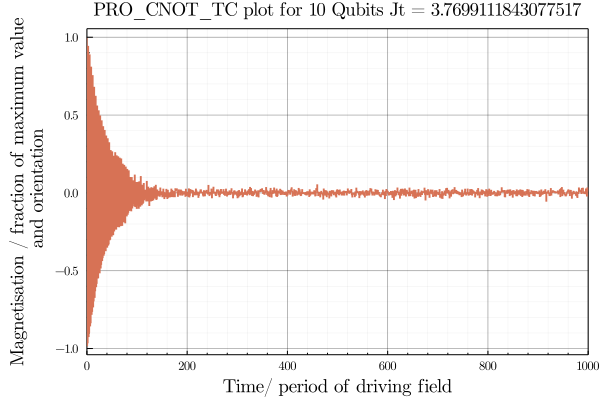 PRO_CNOT_TC plot for 10 Qubits Jt = 3.7699111843077517
Magnetisation / fraction of maximum value
and orientation
1.0
0.5
0.0
−0.5
−1.0
0 200 400 600 800 1000
Time/ period of driving field